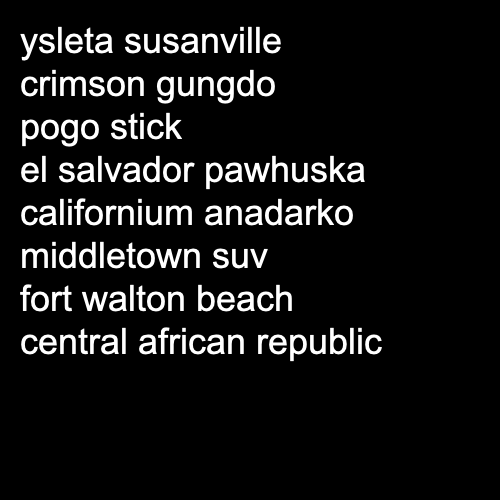 ysleta susanville
crimson gungdo
pogo stick
el salvador pawhuska
californium anadarko
middletown suv
fort walton beach
central african republic